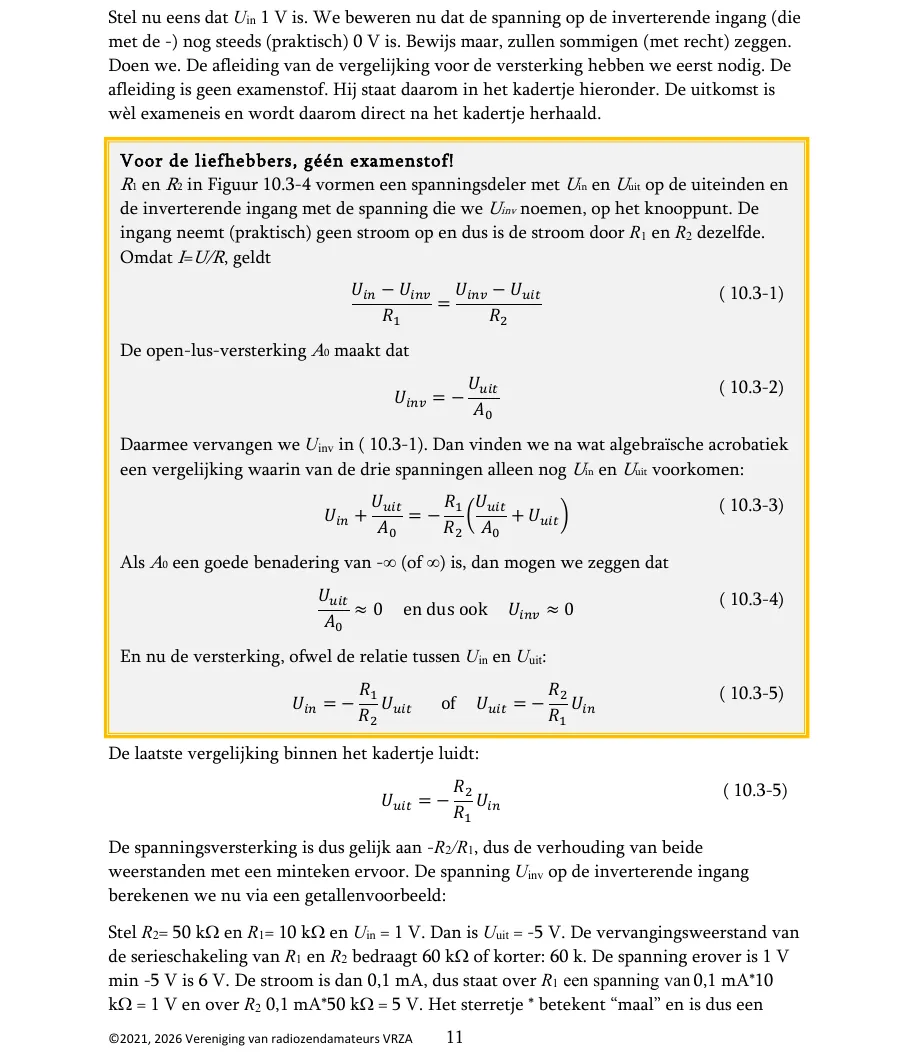 Stel nu eens dat Uin 1 V is. We beweren nu dat de spanning op de inverterende ingang (die
met de -) nog steeds (praktisch) 0 V is. Bewijs maar, zullen sommigen (met recht) zeggen.
Doen we. De afleiding van de vergelijking voor de versterking hebben we eerst nodig. De
afleiding is geen examenstof. Hij staat daarom in het kadertje hieronder. De uitkomst is
wèl exameneis en wordt daarom direct na het kadertje herhaald.
Voor de liefhebbers, géén examenstof!
R1 en R2 in Figuur 10.3-4 vormen een spanningsdeler met Uin en Uuit op de uiteinden en
de inverterende ingang met de spanning die we Uinv noemen, op het knooppunt. De
ingang neemt (praktisch) geen stroom op en dus is de stroom door R1 en R2 dezelfde.
Omdat I=U/R, geldt
(Uin − Uinv)/R1 = (Uinv − Uuit)/R2 ( 10.3-1)
De open-lus-versterking A0 maakt dat
Uinv = − Uuit/A0 ( 10.3-2)
Daarmee vervangen we Uinv in ( 10.3-1). Dan vinden we na wat algebraïsche acrobatiek
een vergelijking waarin van de drie spanningen alleen nog Uin en Uuit voorkomen:
Uin + Uuit/A0 = − R1/R2 (Uuit/A0 + Uuit) ( 10.3-3)
Als A0 een goede benadering van -∞ (of ∞) is, dan mogen we zeggen dat
Uuit/A0 ≈ 0 en dus ook Uinv ≈ 0 ( 10.3-4)
En nu de versterking, ofwel de relatie tussen Uin en Uuit:
Uin = − R1/R2 Uuit of Uuit = − R2/R1 Uin ( 10.3-5)
De laatste vergelijking binnen het kadertje luidt:
Uuit = − R2/R1 Uin ( 10.3-5)
De spanningsversterking is dus gelijk aan -R2/R1, dus de verhouding van beide
weerstanden met een minteken ervoor. De spanning Uinv op de inverterende ingang
berekenen we nu via een getallenvoorbeeld:
Stel R2= 50 kΩ en R1= 10 kΩ en Uin = 1 V. Dan is Uuit = -5 V. De vervangingsweerstand van
de serieschakeling van R1 en R2 bedraagt 60 kΩ of korter: 60 k. De spanning erover is 1 V
min -5 V is 6 V. De stroom is dan 0,1 mA, dus staat over R1 een spanning van 0,1 mA*10
kΩ = 1 V en over R2 0,1 mA*50 kΩ = 5 V. Het sterretje * betekent “maal” en is dus een
©2021, 2026 Vereniging van radiozendamateurs VRZA 11